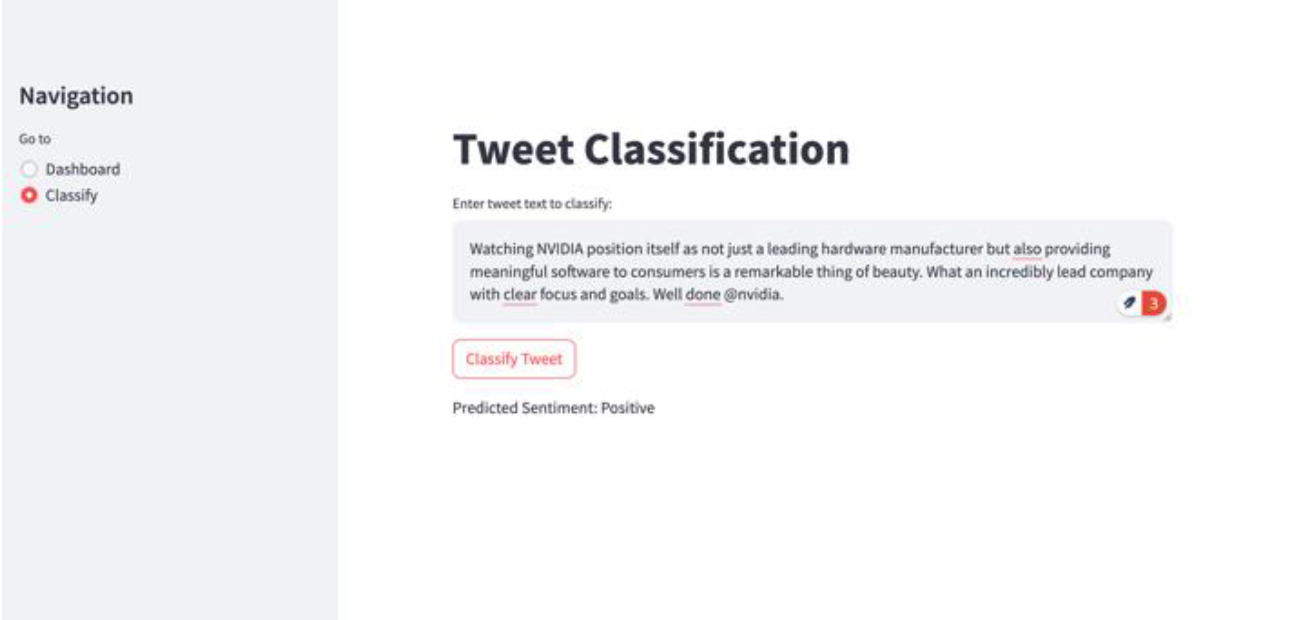 Navigation
Go to
Dashboard
Classify
Tweet Classification
Enter tweet text to classify:
Watching NVIDIA position itself as not just a leading hardware manufacturer but also providing
meaningful software to consumers is a remarkable thing of beauty. What an incredibly lead company
with clear focus and goals. Well done @nvidia.
3
Classify Tweet
Predicted Sentiment: Positive